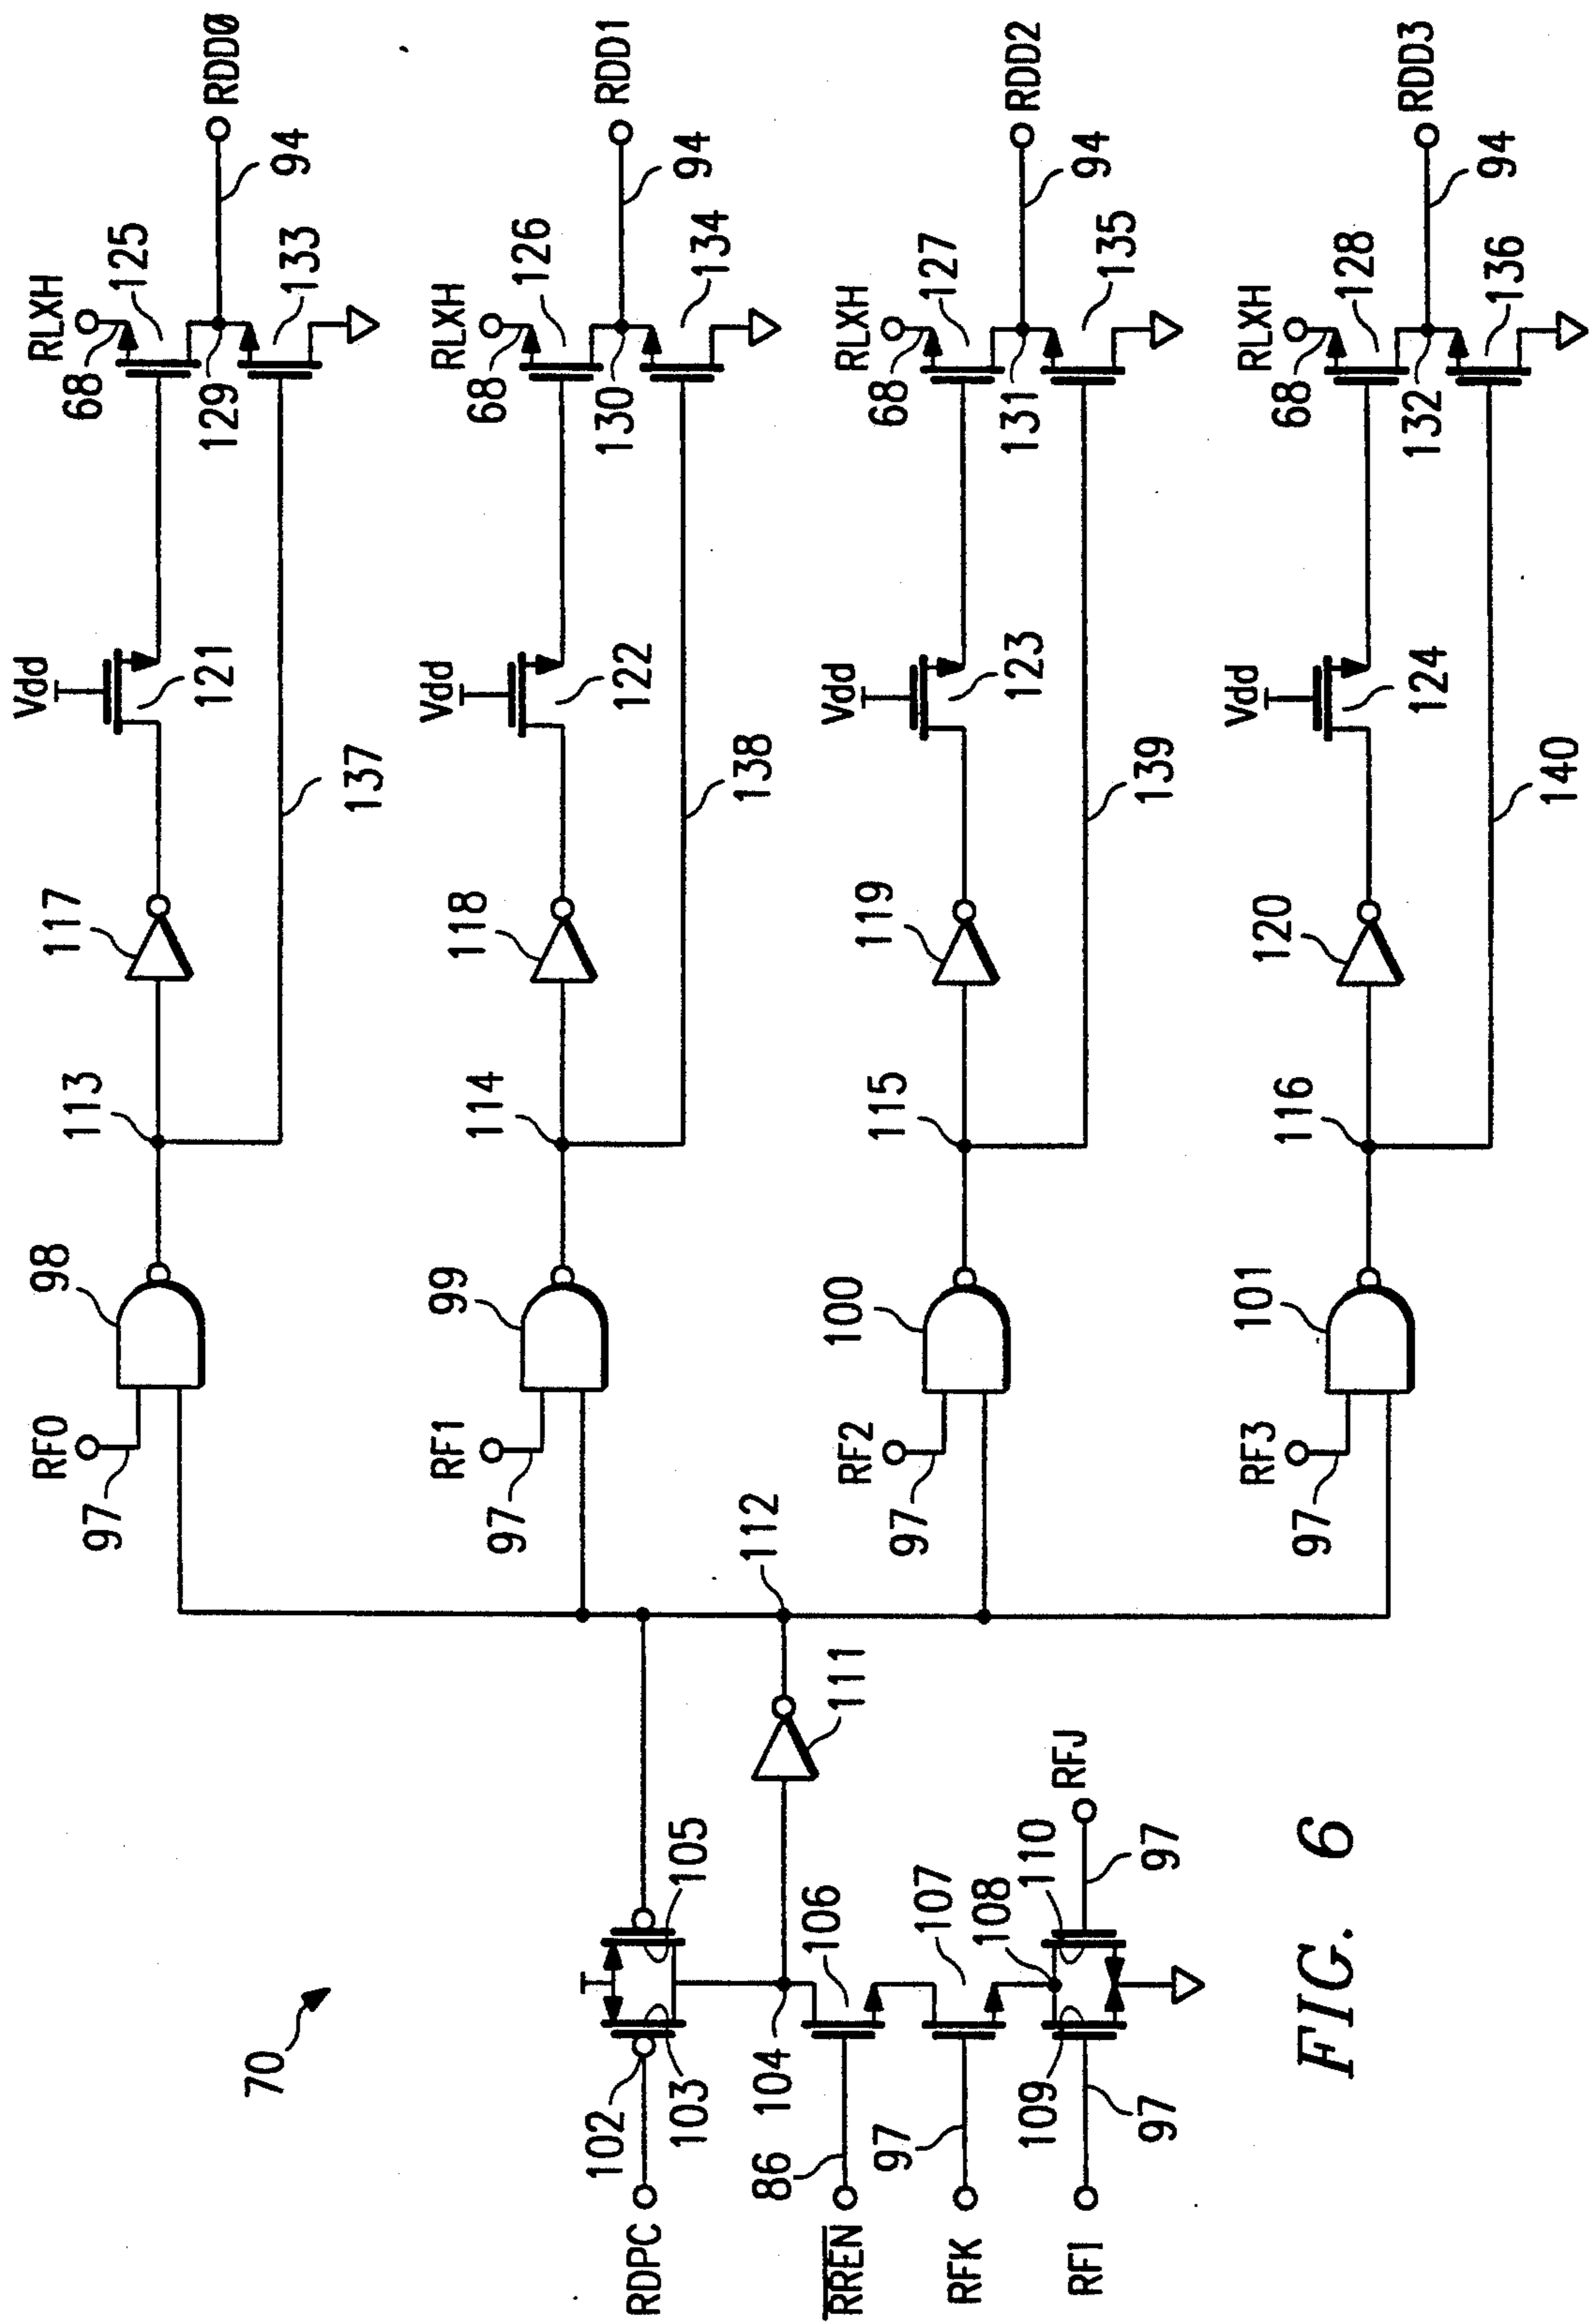 70
RDPC
102
103
105
104
RREN
86
106
RFK
97
107
108
RFI
97
109
110
RFJ
97
111
112
RF0
97
98
113
117
Vdd
121
137
RLXH
68
125
129
133
RDD0
94
RF1
97
99
114
118
Vdd
122
138
RLXH
68
126
130
134
RDD1
94
RF2
97
100
115
119
Vdd
123
139
RLXH
68
127
131
135
RDD2
94
RF3
97
101
116
120
Vdd
124
140
RLXH
68
128
132
136
RDD3
94
FIG. 6